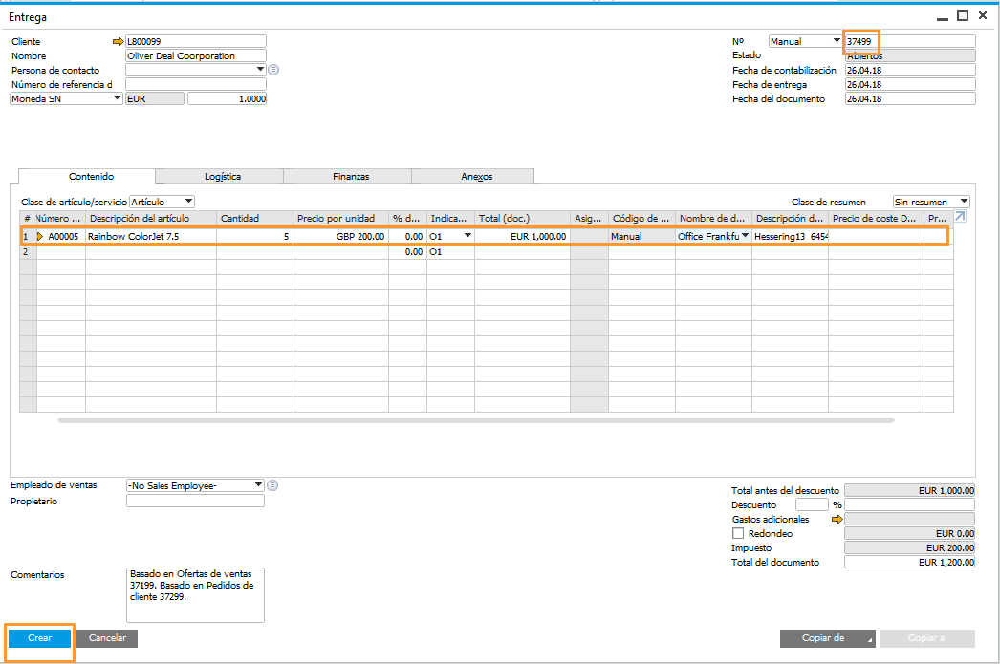 Entrega
Cliente L800099
Nombre Oliver Deal Coorporation
Persona de contacto
Número de referencia d
Moneda SN EUR 1.0000
Nº Manual 37499
Estado Abiertos
Fecha de contabilización 26.04.18
Fecha de entrega 26.04.18
Fecha del documento 26.04.18
Contenido Logística Finanzas Anexos
Clase de artículo/servicio Artículo Clase de resumen Sin resumen
# Número ... Descripción del artículo Cantidad Precio por unidad % d... Indica... Total (doc.) Asig... Código de ... Nombre de d... Descripción d... Precio de coste D... Pr...
1 A00005 Rainbow ColorJet 7.5 5 GBP 200.00 0.00 O1 EUR 1,000.00 Manual Office Frankfu Hessering13 6454
2 0.00 O1
Empleado de ventas -No Sales Employee-
Propietario
Total antes del descuento EUR 1,000.00
Descuento %
Gastos adicionales
Redondeo EUR 0.00
Impuesto EUR 200.00
Total del documento EUR 1,200.00
Comentarios Basado en Ofertas de ventas
37199. Basado en Pedidos de
cliente 37299.
Crear Cancelar Copiar de Copiar a